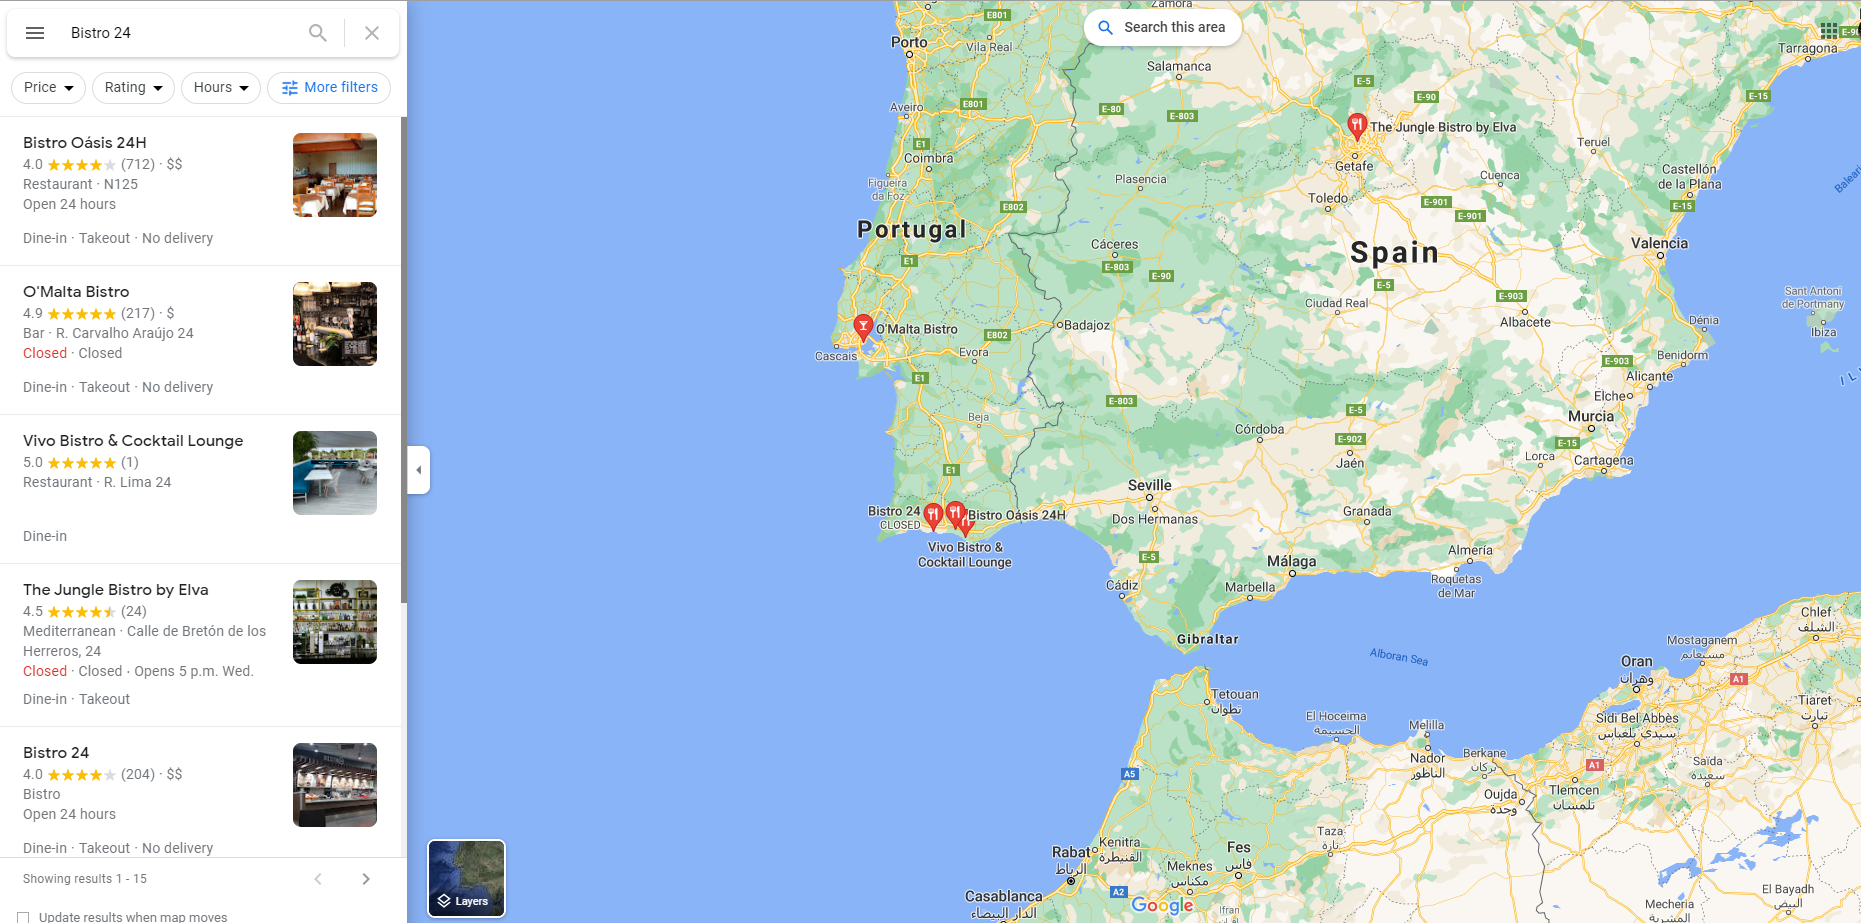 Bistro 24
Price
Rating
Hours
More filters
Bistro Oásis 24H
4.0 (712) · $$
Restaurant · N125
Open 24 hours
Dine-in · Takeout · No delivery
O'Malta Bistro
4.9 (217) · $
Bar · R. Carvalho Araújo 24
Closed · Closed
Dine-in · Takeout · No delivery
Vivo Bistro & Cocktail Lounge
5.0 (1)
Restaurant · R. Lima 24
Dine-in
The Jungle Bistro by Elva
4.5 (24)
Mediterranean · Calle de Bretón de los
Herreros, 24
Closed · Closed · Opens 5 p.m. Wed.
Dine-in · Takeout
Bistro 24
4.0 (204) · $$
Bistro
Open 24 hours
Dine-in · Takeout · No delivery
Showing results 1 - 15
Update results when map moves
Search this area
Zamora
E801
Porto
Vila Real
Salamanca
Tarragona
E-90
E-5
E-90
E-15
Aveiro
E801
E-80
E-803
The Jungle Bistro by Elva
E1
Coimbra
Getafe
Teruel
Cuenca
Castellón
de la Plana
Figueira
da Foz
Plasencia
Toledo
E802
E-901
E-901
E-15
Portugal
Cáceres
Spain
Valencia
E1
E-803
E-90
E-5
E-903
Ciudad Real
Albacete
Sant Antoni
de Portmany
Ibiza
O'Malta Bistro
E802
Badajoz
Dénia
Cascais
Evora
Benidorm
E-903
Alicante
E1
E-803
E-5
Elche
Beja
Murcia
Córdoba
E-902
E-15
Jaén
Lorca
Cartagena
E1
Seville
Bistro 24
CLOSED
Bistro Oásis 24H
Dos Hermanas
Granada
Vivo Bistro &
Cocktail Lounge
E-5
Málaga
Almería
Cádiz
Marbella
Roquetas
de Mar
Gibraltar
Alboran Sea
Chlef
الشلف
Mostaganem
مستغانم
Oran
وهران
A1
Tetouan
تطوان
Tiaret
تيارت
El Hoceima
الحسيمة
Melilla
Sidi Bel Abbès
سيدي بلعباس
Nador
الناظور
Berkane
بركان
A1
Saïda
سعيدة
A5
Tlemcen
تلمسان
Oujda
وجدة
Taza
تازة
Rabat
الرباط
Kenitra
القنيطرة
Fes
فاس
Meknes
مكناس
A2
Casablanca
الدار البيضاء
Google
Ifran
El Bayadh
البيض
Mecheria
المشرية
Layers